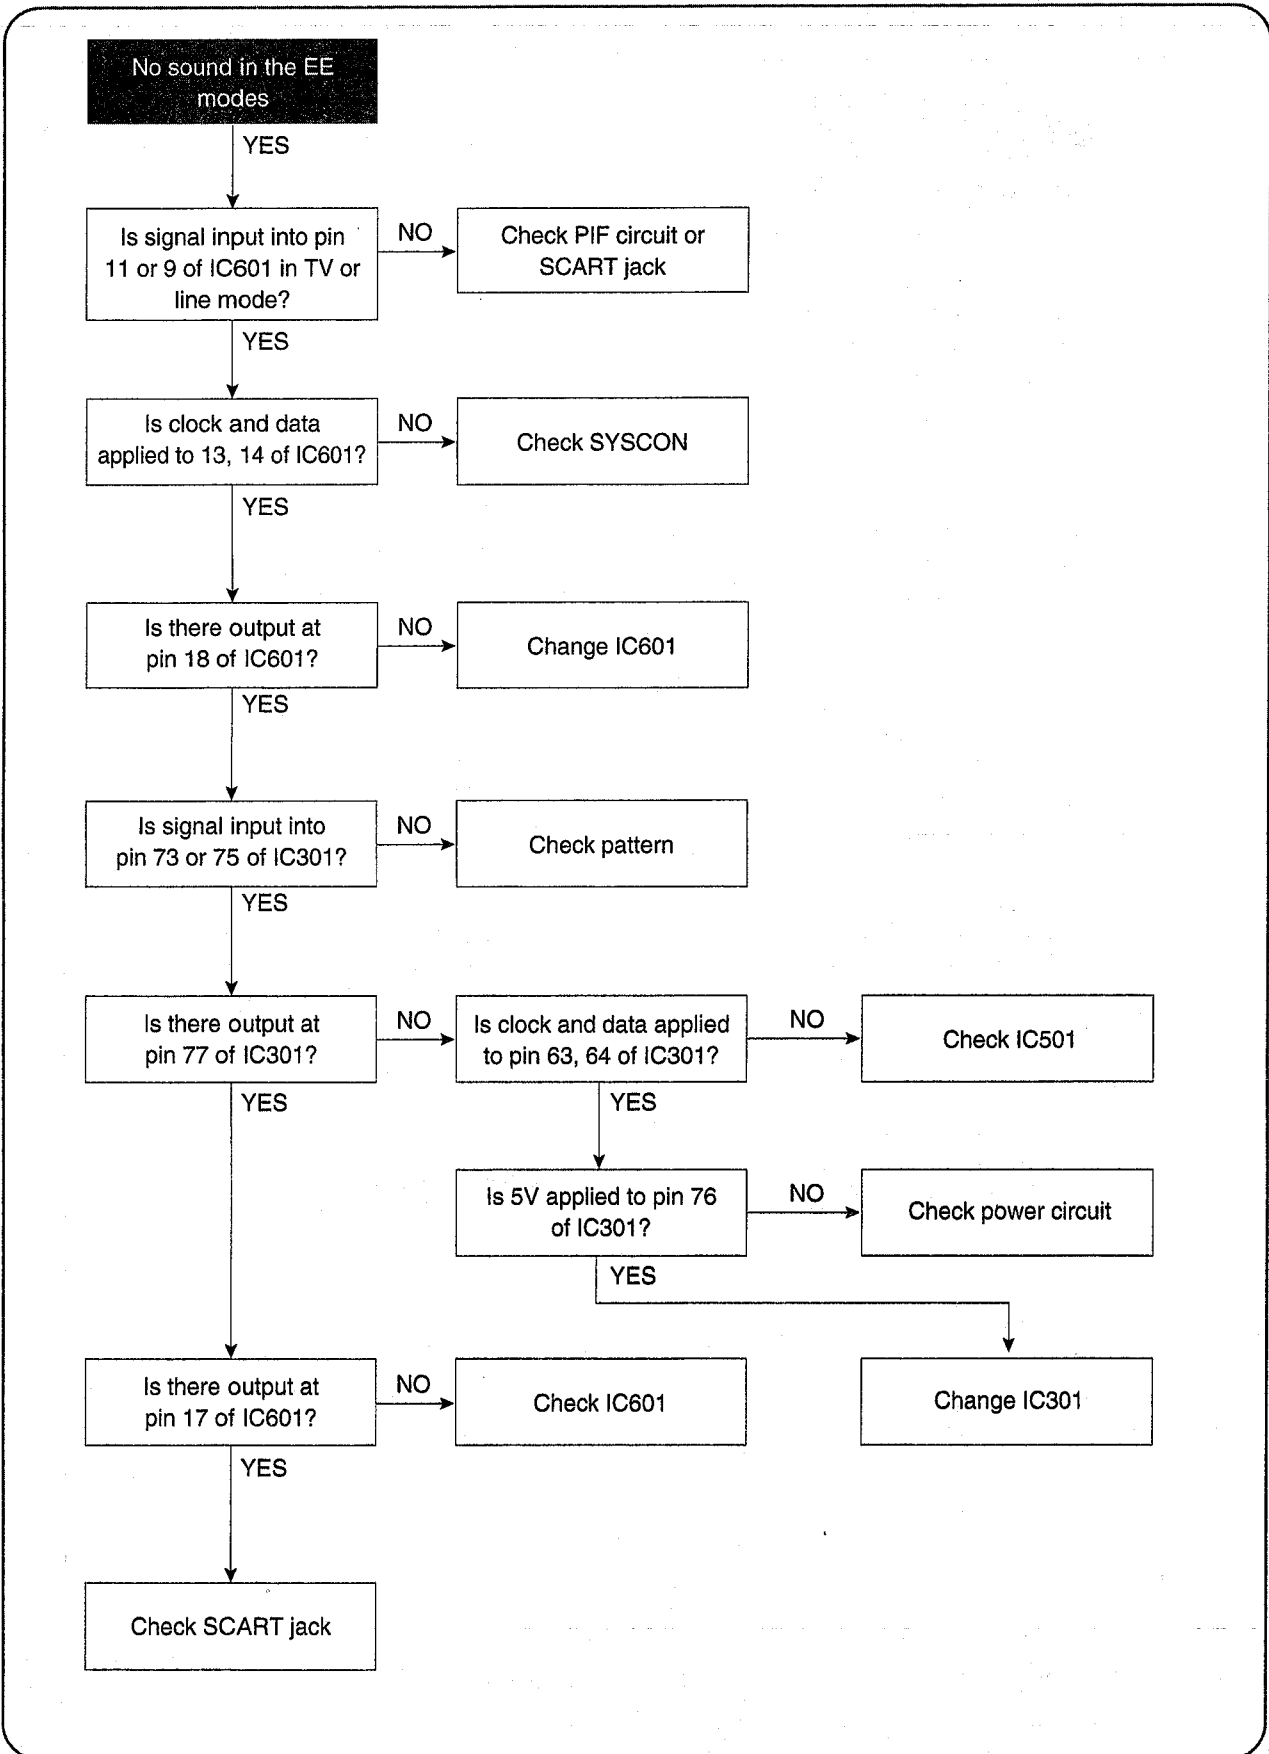 No sound in the EE
modes
YES
Is signal input into pin
11 or 9 of IC601 in TV or
line mode?
NO
Check PIF circuit or
SCART jack
YES
Is clock and data
applied to 13, 14 of IC601?
NO
Check SYSCON
YES
Is there output at
pin 18 of IC601?
NO
Change IC601
YES
Is signal input into
pin 73 or 75 of IC301?
NO
Check pattern
YES
Is there output at
pin 77 of IC301?
NO
Is clock and data applied
to pin 63, 64 of IC301?
NO
Check IC501
YES
YES
Is 5V applied to pin 76
of IC301?
NO
Check power circuit
YES
Is there output at
pin 17 of IC601?
NO
Check IC601
Change IC301
YES
Check SCART jack